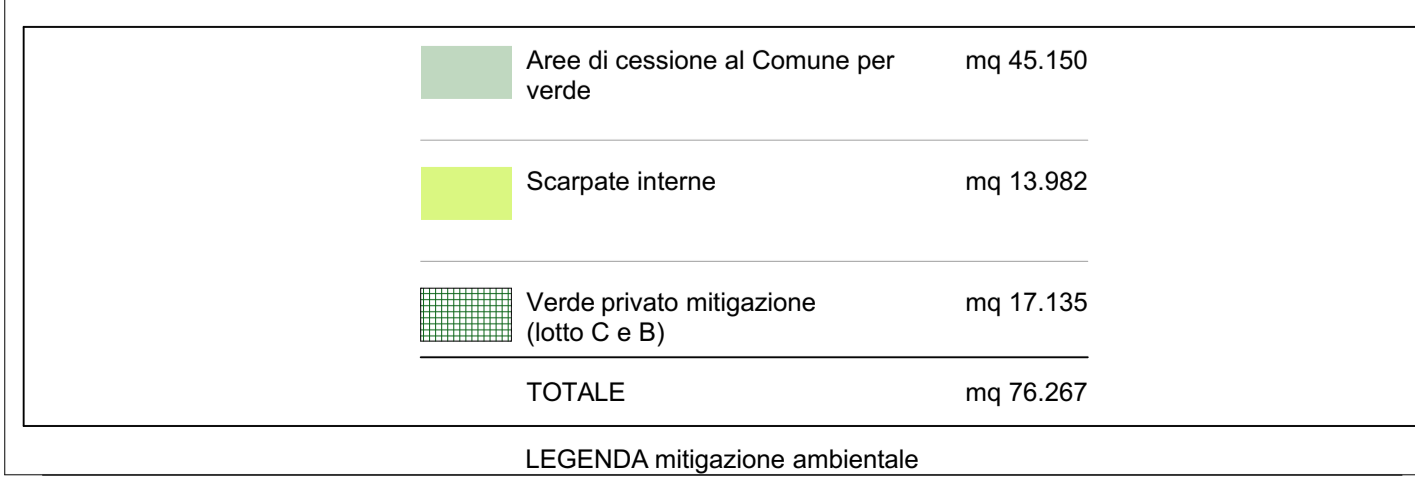 Aree di cessione al Comune per mq 45.150
verde
Scarpate interne mq 13.982
Verde privato mitigazione mq 17.135
(lotto C e B)
TOTALE mq 76.267
LEGENDA mitigazione ambientale